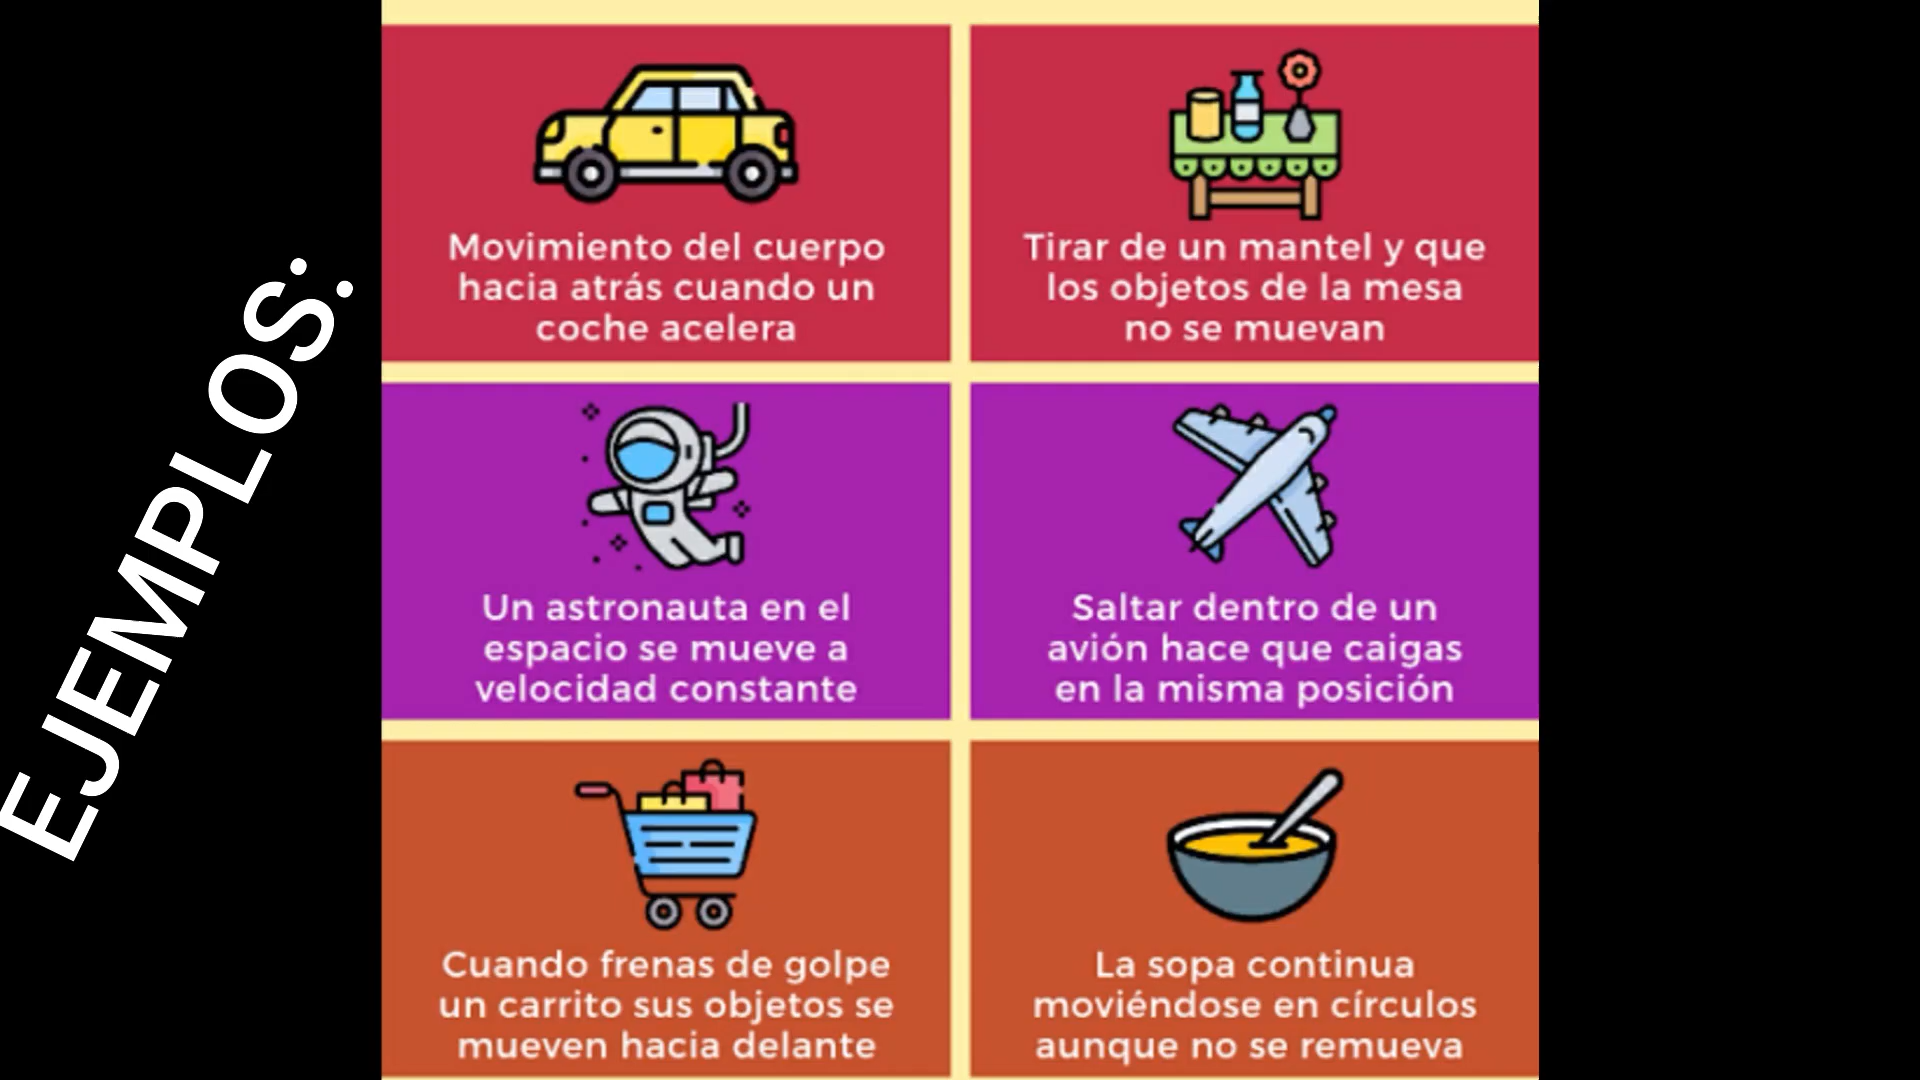 EJEMPLOS:
Movimiento del cuerpo
hacia atrás cuando un
coche acelera
Tirar de un mantel y que
los objetos de la mesa
no se muevan
Un astronauta en el
espacio se mueve a
velocidad constante
Saltar dentro de un
avión hace que caigas
en la misma posición
Cuando frenas de golpe
un carrito sus objetos se
mueven hacia delante
La sopa continua
moviéndose en círculos
aunque no se remueva